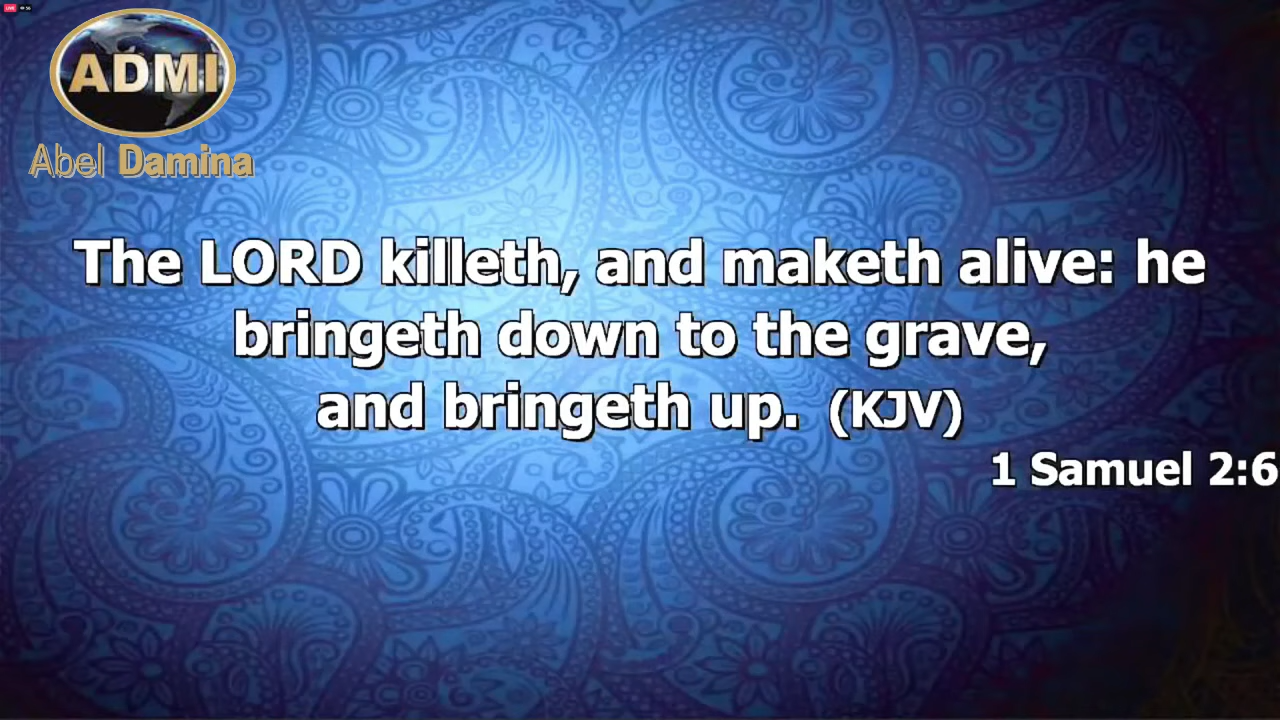 LIVE
ADMI
Abel Damina
The LORD killeth, and maketh alive: he
bringeth down to the grave,
and bringeth up. (KJV)
1 Samuel 2:6